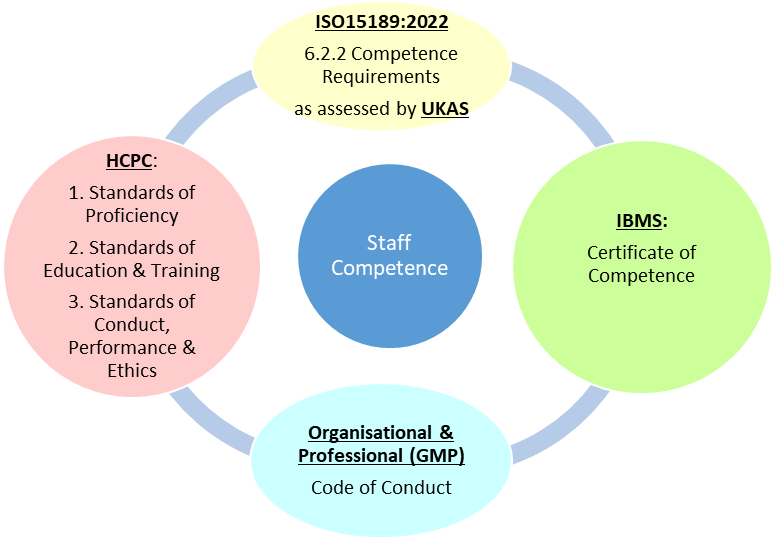 ISO15189:2022
6.2.2 Competence
Requirements
as assessed by UKAS
HCPC:
1. Standards of
Proficiency
2. Standards of
Education & Training
3. Standards of
Conduct,
Performance &
Ethics
Staff
Competence
IBMS:
Certificate of
Competence
Organisational &
Professional (GMP)
Code of Conduct